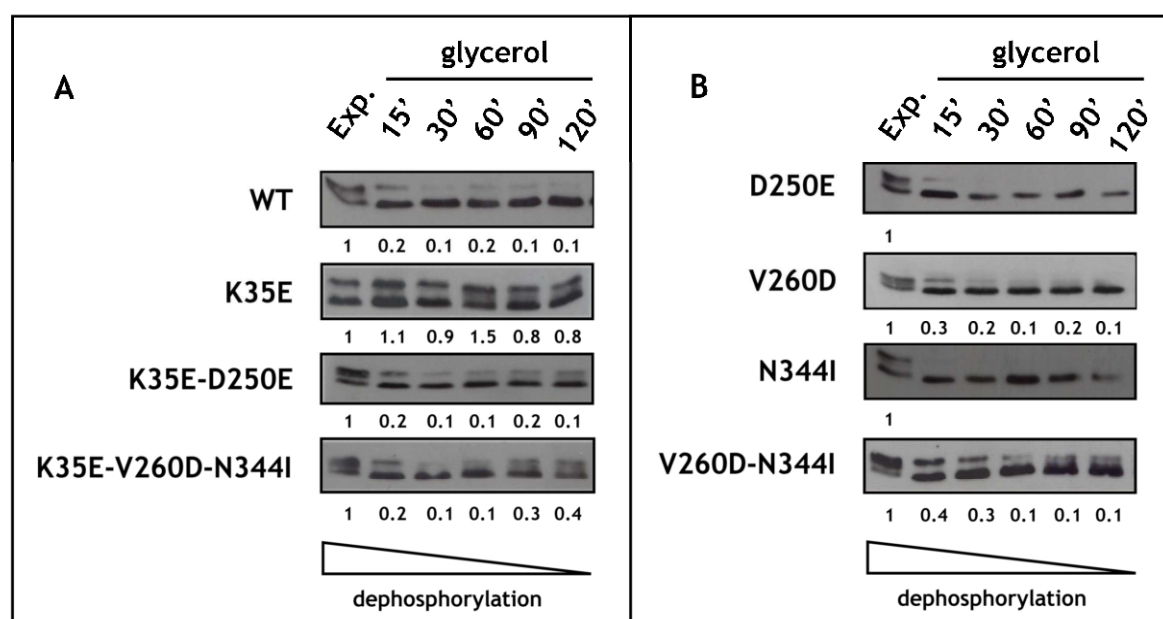 A
glycerol
Exp. 15’ 30’ 60’ 90’ 120’
WT
1 0.2 0.1 0.2 0.1 0.1
K35E
1 1.1 0.9 1.5 0.8 0.8
K35E-D250E
1 0.2 0.1 0.1 0.2 0.1
K35E-V260D-N344I
1 0.2 0.1 0.1 0.3 0.4
dephosphorylation
B
glycerol
Exp. 15’ 30’ 60’ 90’ 120’
D250E
1
V260D
1 0.3 0.2 0.1 0.2 0.1
N344I
1
V260D-N344I
1 0.4 0.3 0.1 0.1 0.1
dephosphorylation